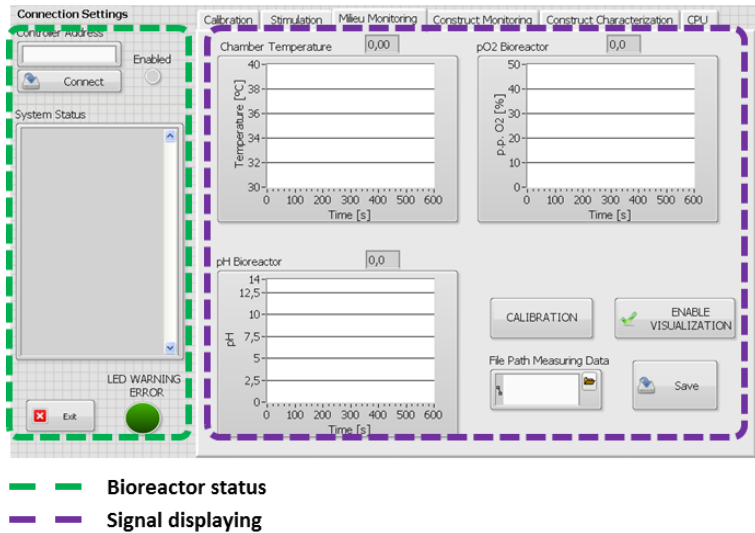 Connection Settings
Controller Address
Enabled
Connect
System Status
LED WARNING
ERROR
Exit
Calibration Stimulation Milieu Monitoring Construct Monitoring Construct Characterization CPU
Chamber Temperature 0,00
Temperature [ºC]
40
38
36
34
32
30
0 100 200 300 400 500 600
Time [s]
pO2 Bioreactor 0,0
p.p. O2 [%]
50
40
30
20
10
0
0 100 200 300 400 500 600
Time [s]
pH Bioreactor 0,0
pH
14
12,5
10
7,5
5
2,5
0
0 100 200 300 400 500 600
Time [s]
CALIBRATION
ENABLE
VISUALIZATION
File Path Measuring Data
Save
Bioreactor status
Signal displaying